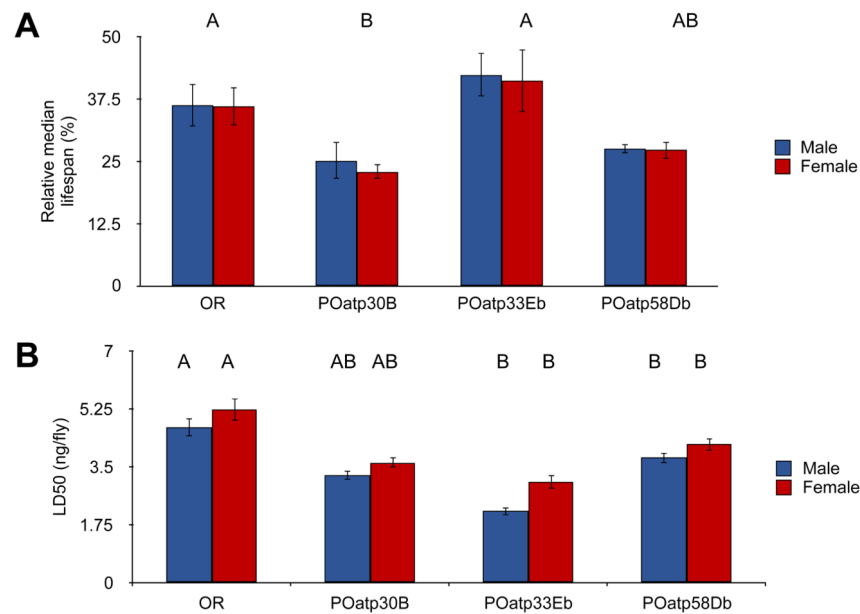 A
A B A AB
50
37.5
25
12.5
0
Relative median
lifespan (%)
OR POatp30B POatp33Eb POatp58Db
Male
Female
B
7
5.25
3.5
1.75
0
LD50 (ng/fly)
A A AB AB B B B B
OR POatp30B POatp33Eb POatp58Db
Male
Female